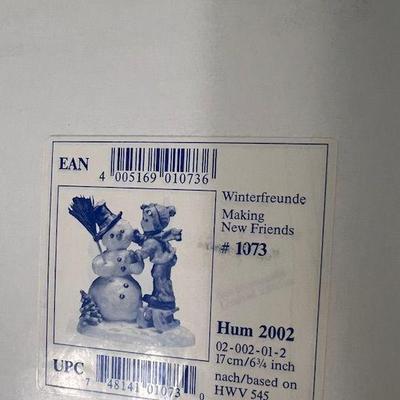 EAN
4 005169 010736
Winterfreunde
Making
New Friends
# 1073
Hum 2002
02-002-01-2
17cm/6¾ inch
nach/based on
HWV 545
UPC
7 48141 01073 0